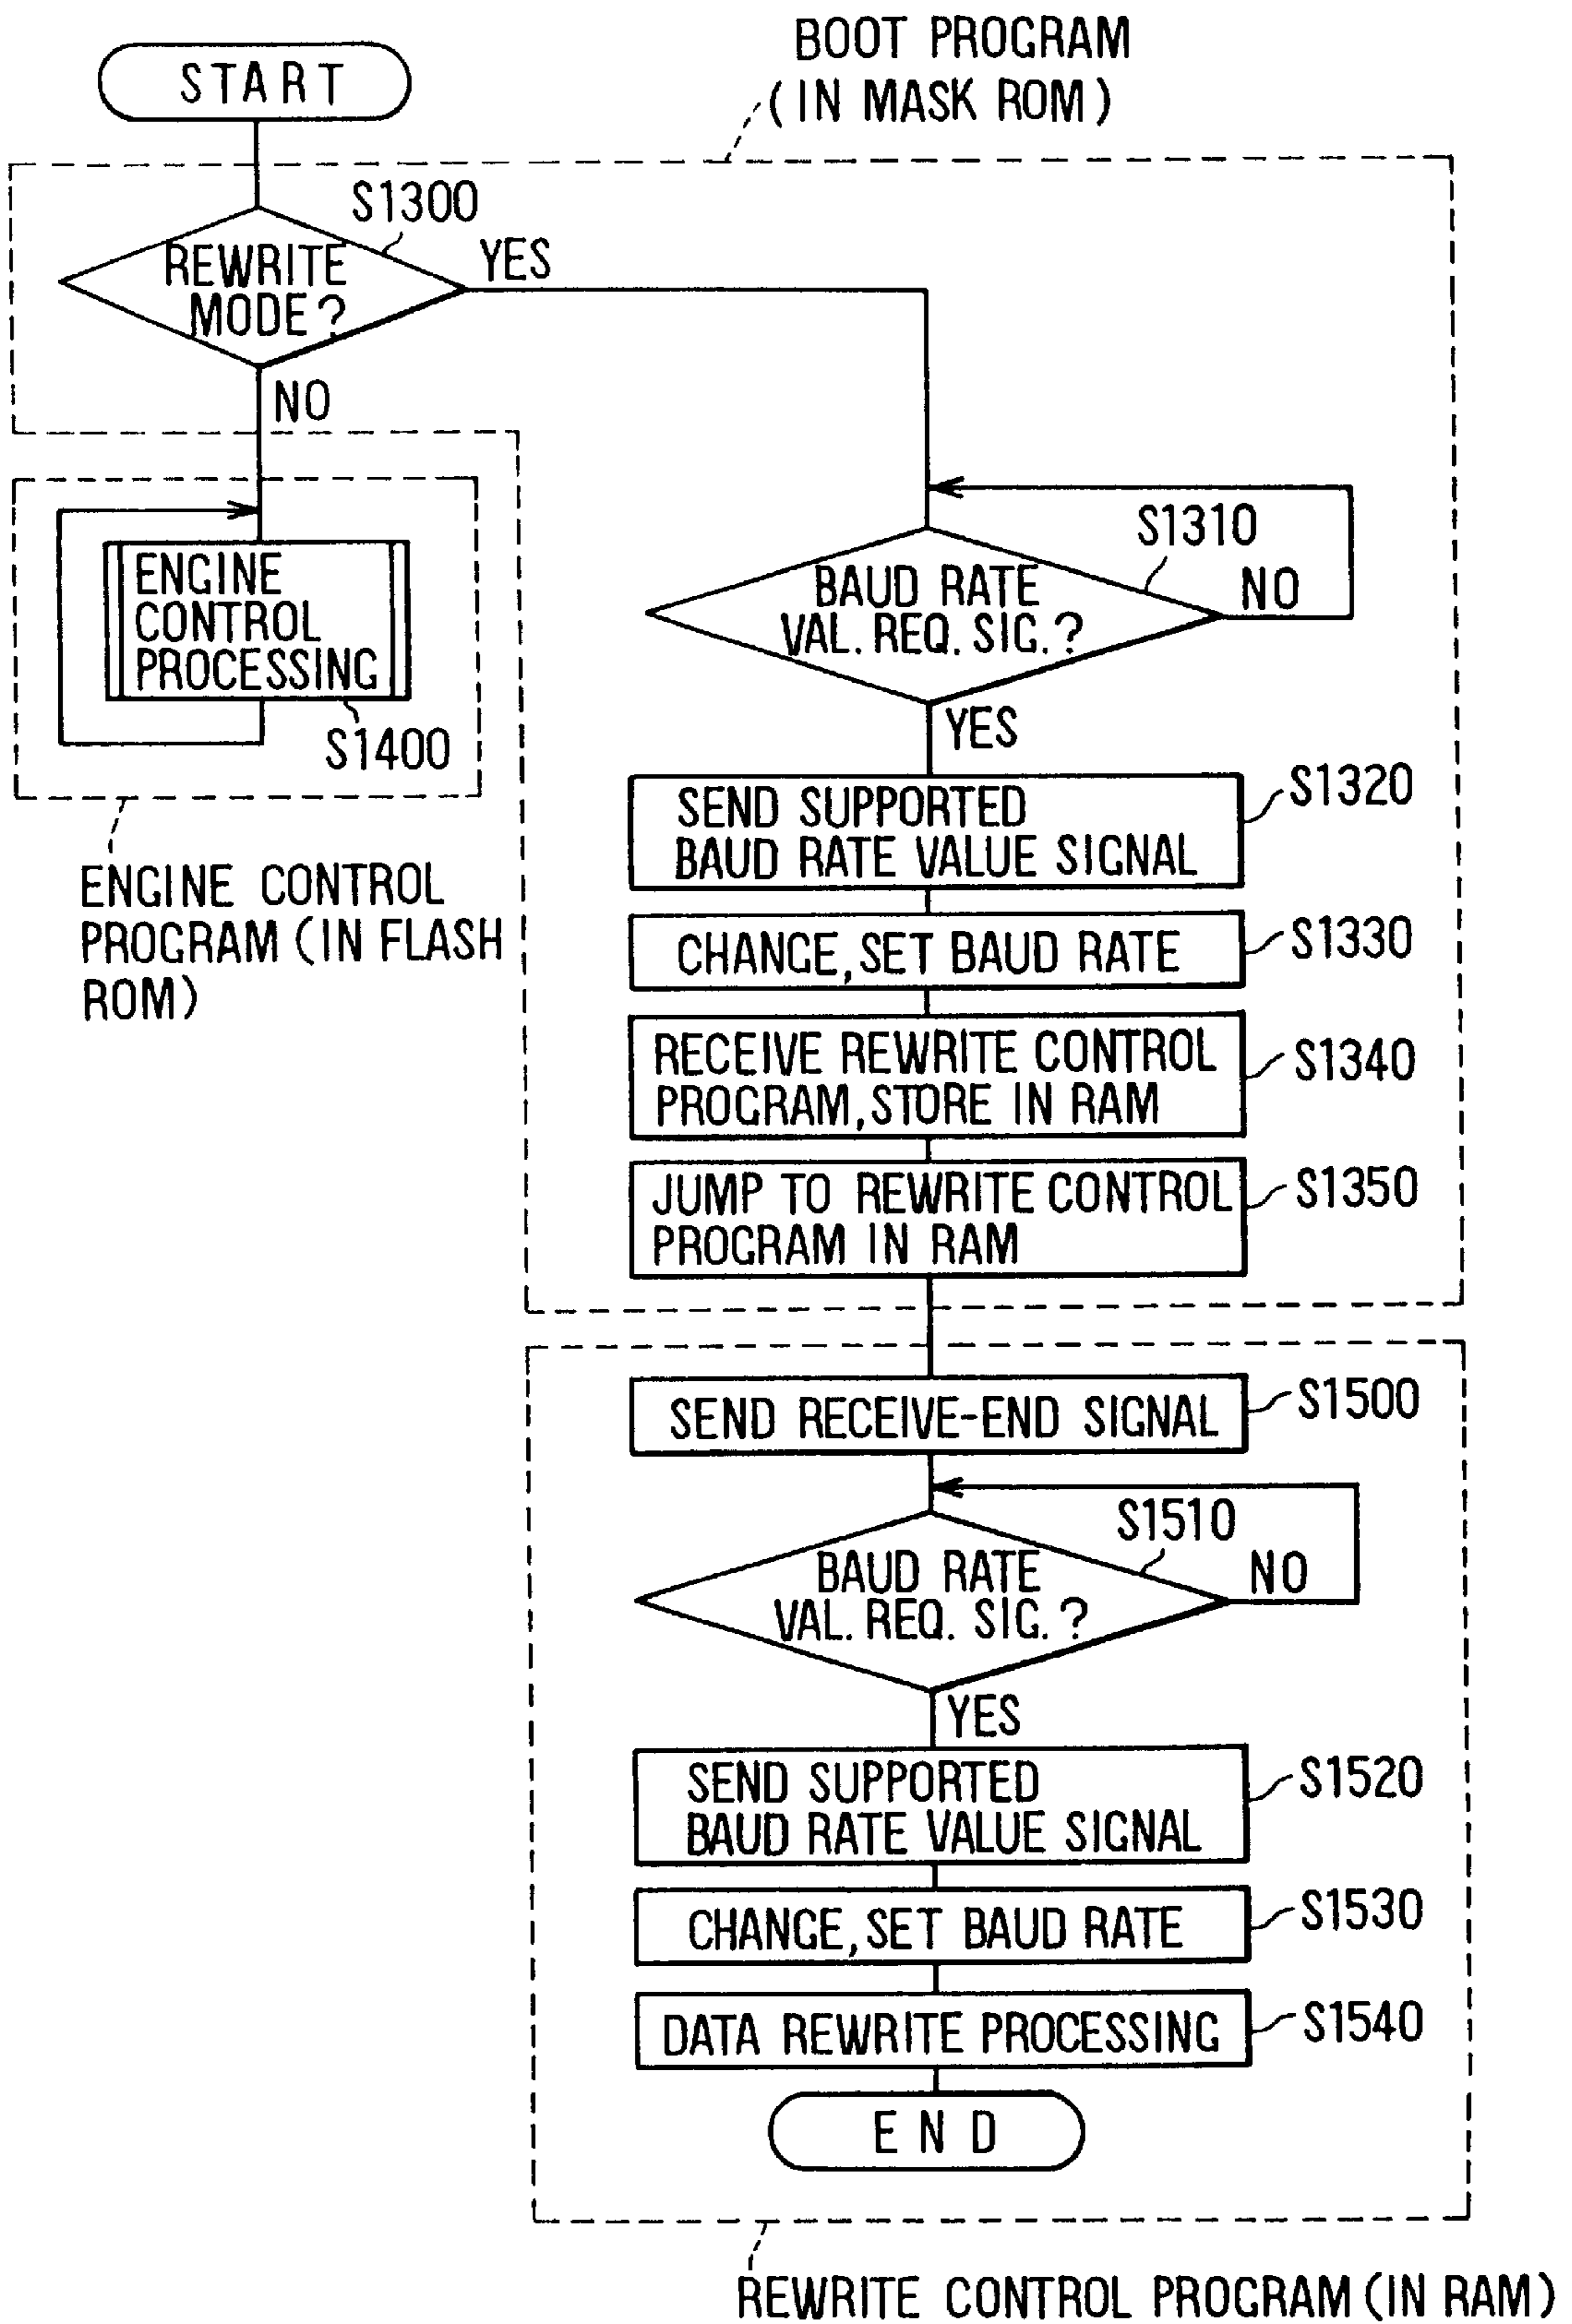 BOOT PROGRAM
(IN MASK ROM)
START
S1300
REWRITE
MODE?
YES
NO
S1310
BAUD RATE
VAL. REQ. SIG.?
NO
YES
ENGINE
CONTROL
PROCESSING
S1400
ENGINE CONTROL
PROGRAM (IN FLASH
ROM)
SEND SUPPORTED
BAUD RATE VALUE SIGNAL
S1320
CHANGE, SET BAUD RATE
S1330
RECEIVE REWRITE CONTROL
PROGRAM, STORE IN RAM
S1340
JUMP TO REWRITE CONTROL
PROGRAM IN RAM
S1350
SEND RECEIVE-END SIGNAL
S1500
S1510
BAUD RATE
VAL. REQ. SIG.?
NO
YES
SEND SUPPORTED
BAUD RATE VALUE SIGNAL
S1520
CHANGE, SET BAUD RATE
S1530
DATA REWRITE PROCESSING
S1540
END
REWRITE CONTROL PROGRAM (IN RAM)